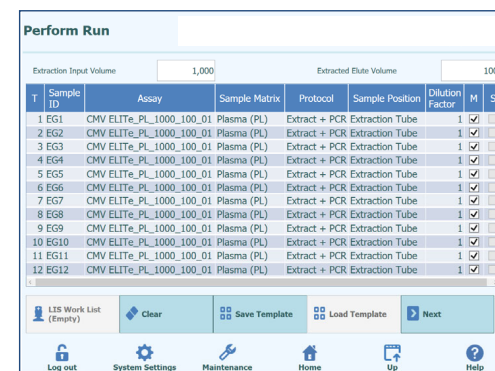 Perform Run
Extraction Input Volume 1,000 Extracted Elute Volume 100
T Sample ID Assay Sample Matrix Protocol Sample Position Dilution Factor M S
1 EG1 CMV ELITe_PL_1000_100_01 Plasma (PL) Extract + PCR Extraction Tube 1
2 EG2 CMV ELITe_PL_1000_100_01 Plasma (PL) Extract + PCR Extraction Tube 1
3 EG3 CMV ELITe_PL_1000_100_01 Plasma (PL) Extract + PCR Extraction Tube 1
4 EG4 CMV ELITe_PL_1000_100_01 Plasma (PL) Extract + PCR Extraction Tube 1
5 EG5 CMV ELITe_PL_1000_100_01 Plasma (PL) Extract + PCR Extraction Tube 1
6 EG6 CMV ELITe_PL_1000_100_01 Plasma (PL) Extract + PCR Extraction Tube 1
7 EG7 CMV ELITe_PL_1000_100_01 Plasma (PL) Extract + PCR Extraction Tube 1
8 EG8 CMV ELITe_PL_1000_100_01 Plasma (PL) Extract + PCR Extraction Tube 1
9 EG9 CMV ELITe_PL_1000_100_01 Plasma (PL) Extract + PCR Extraction Tube 1
10 EG10 CMV ELITe_PL_1000_100_01 Plasma (PL) Extract + PCR Extraction Tube 1
11 EG11 CMV ELITe_PL_1000_100_01 Plasma (PL) Extract + PCR Extraction Tube 1
12 EG12 CMV ELITe_PL_1000_100_01 Plasma (PL) Extract + PCR Extraction Tube 1
LIS Work List (Empty) Clear Save Template Load Template Next
Log out System Settings Maintenance Home Up Help